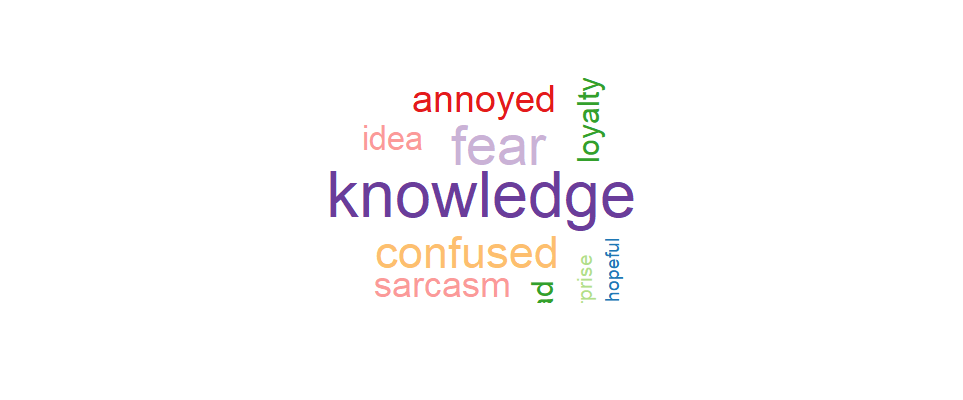 annoyed
loyalty
idea
fear
knowledge
confused
sarcasm
hopeful